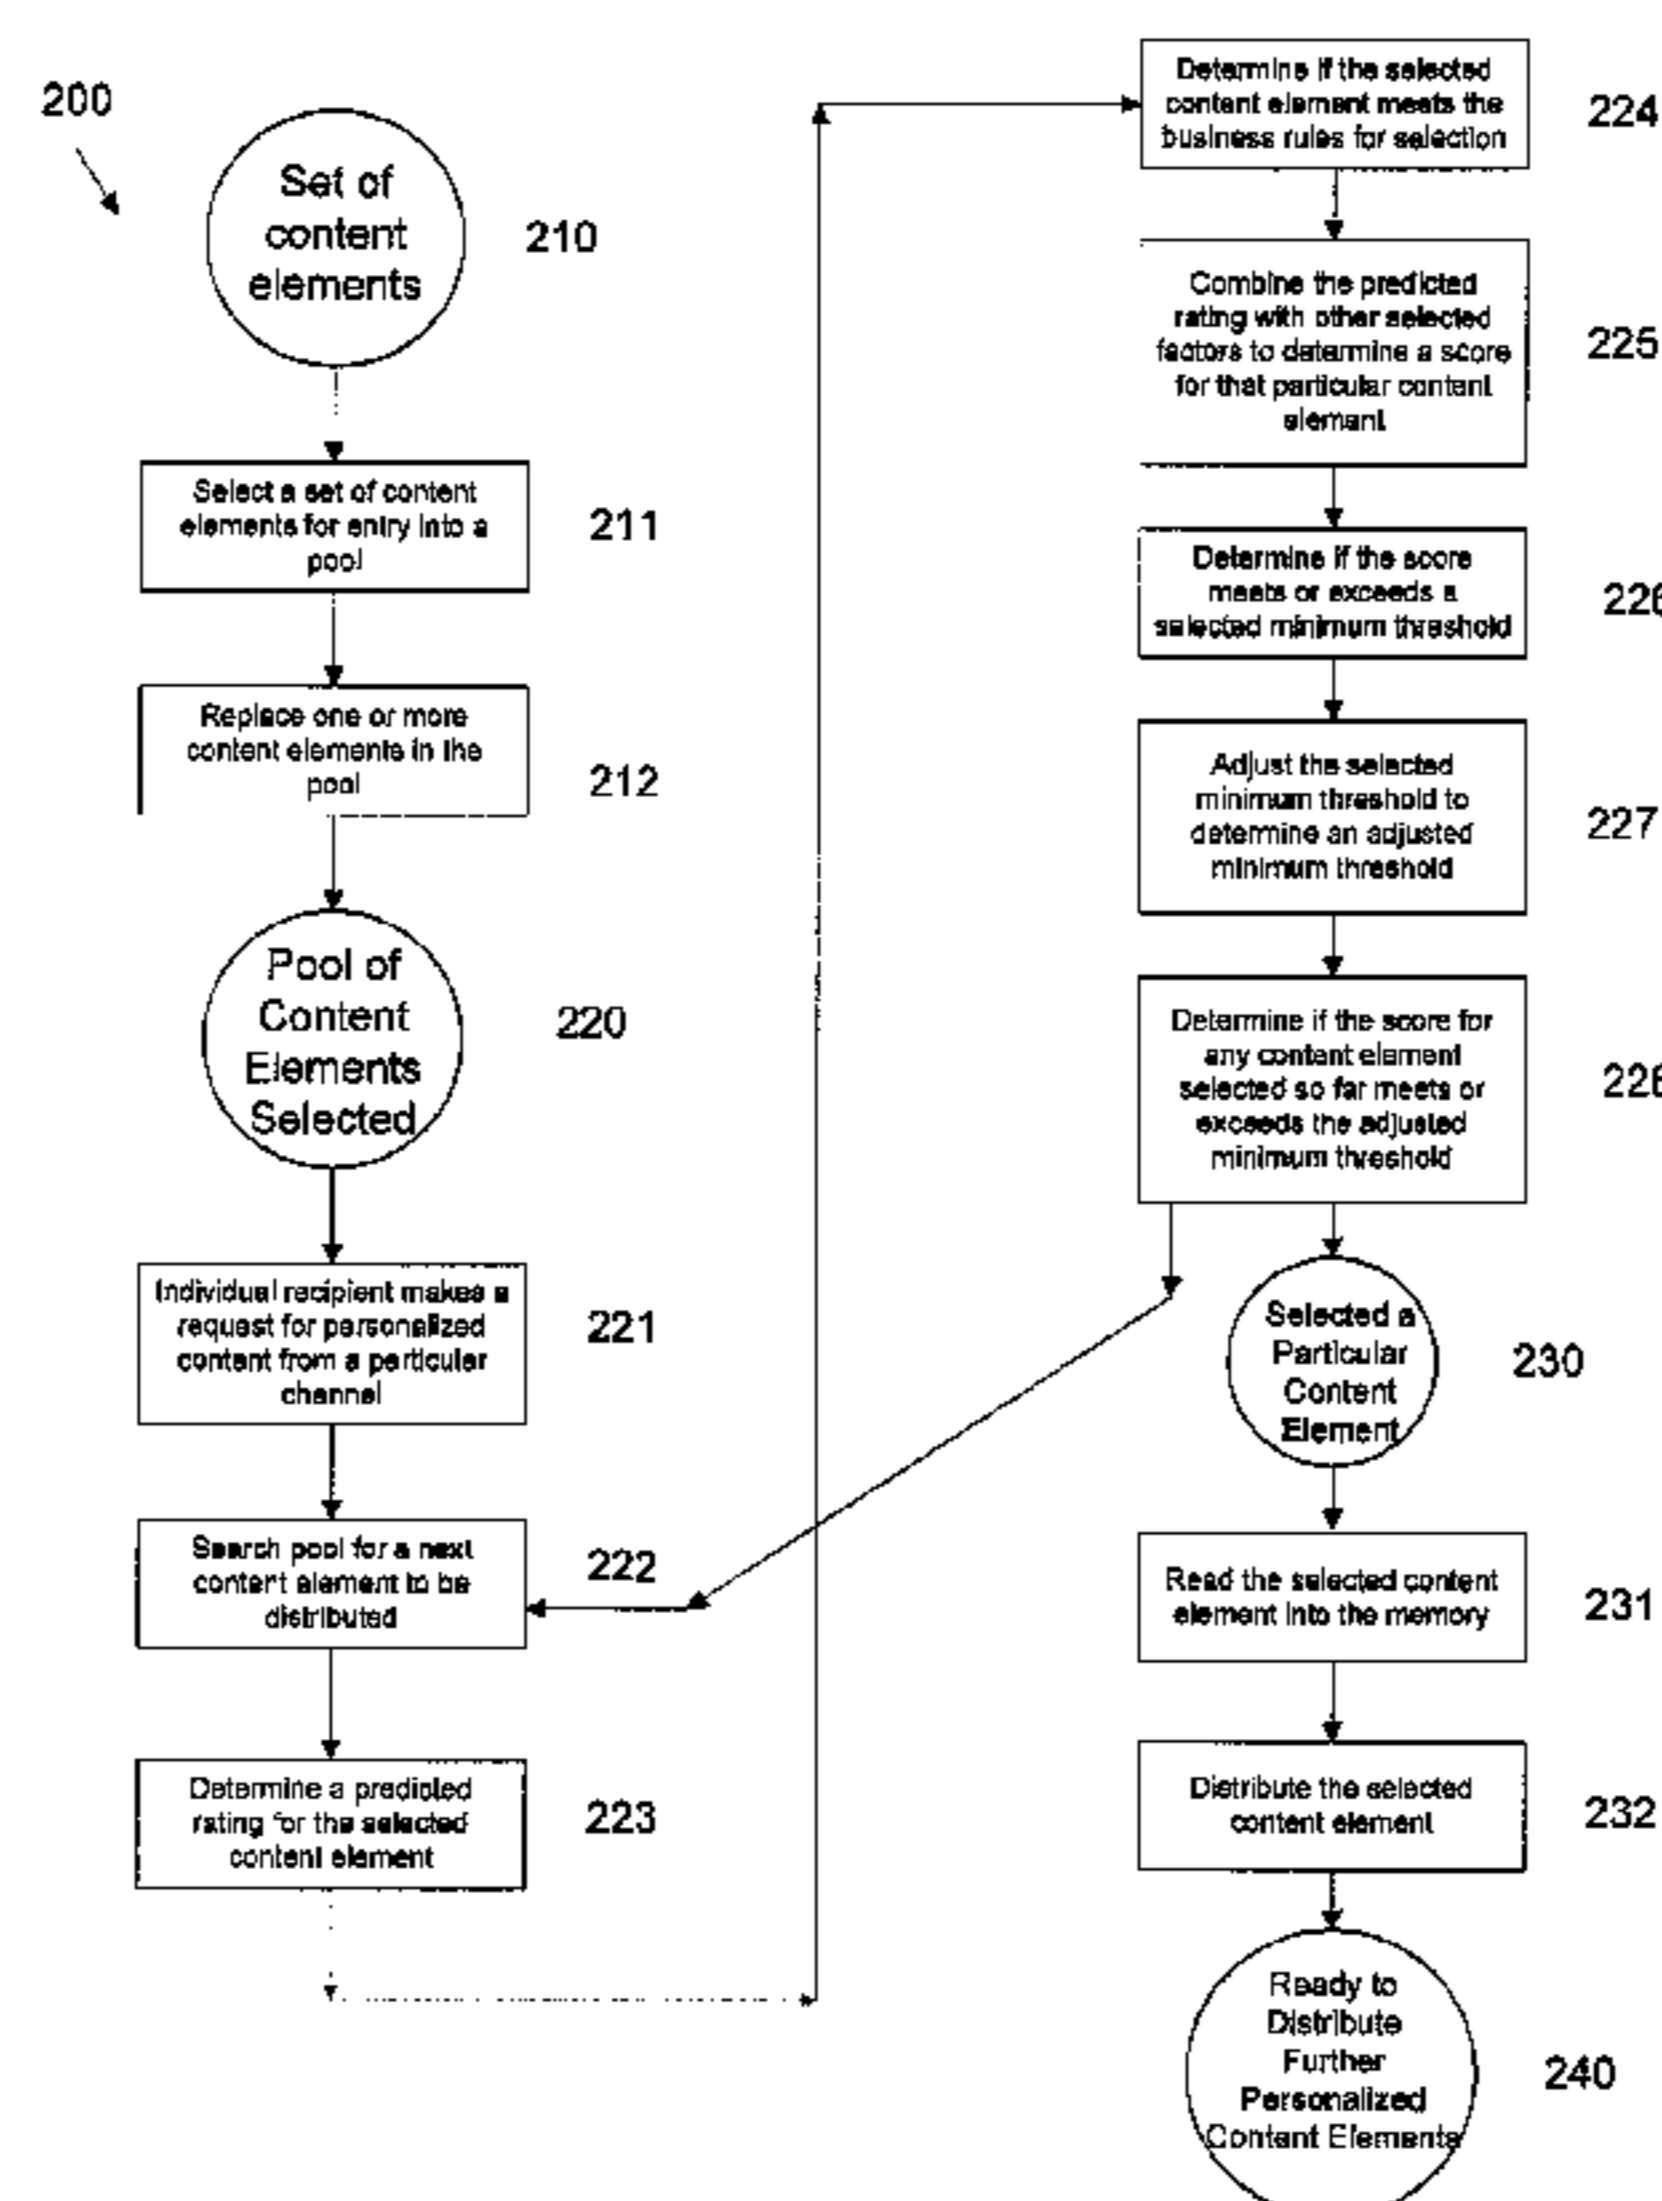 200
Set of
content
elements
210
Select a set of content
elements for entry into a
pool
211
Replace one or more
content elements in the
pool
212
Pool of
Content
Elements
Selected
220
Individual recipient makes a
request for personalized
content from a particular
channel
221
Search pool for a next
content element to be
distributed
222
Determine a predicted
rating for the selected
content element
223
Determine if the selected
content element meets the
business rules for selection
224
Combine the predicted
rating with other selected
factors to determine a score
for that particular content
element
225
Determine if the score
meets or exceeds a
selected minimum threshold
226
Adjust the selected
minimum threshold to
determine an adjusted
minimum threshold
227
Determine if the score for
any content element
selected so far meets or
exceeds the adjusted
minimum threshold
Selected a
Particular
Content
Element
230
Read the selected content
element into the memory
231
Distribute the selected
content element
232
Ready to
Distribute
Further
Personalized
Content Elements
240